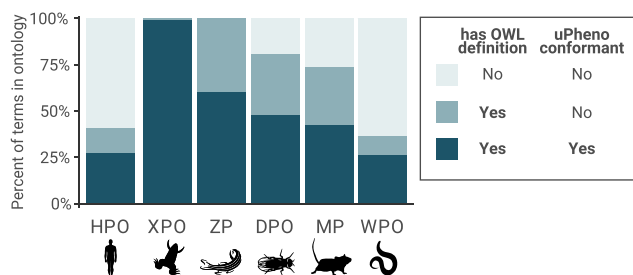 Percent of terms in ontology
100%
75%
50%
25%
0%
HPO XPO ZP DPO MP WPO
has OWL definition
uPheno conformant
No No
Yes No
Yes Yes